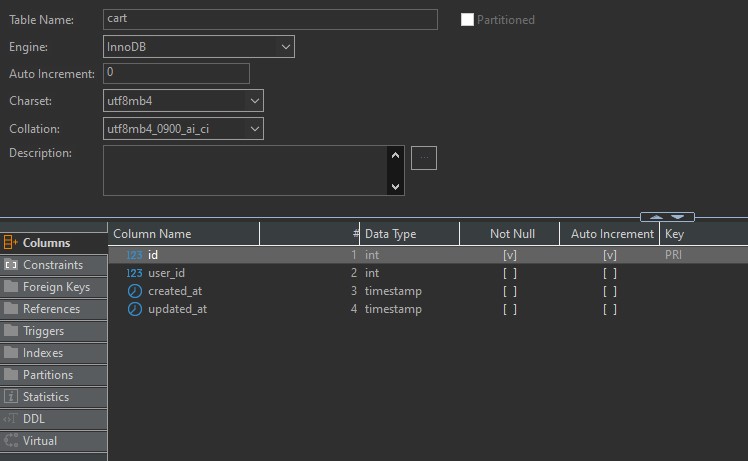 Table Name: cart Partitioned
Engine: InnoDB
Auto Increment: 0
Charset: utf8mb4
Collation: utf8mb4_0900_ai_ci
Description: ...
Columns
Constraints
Foreign Keys
References
Triggers
Indexes
Partitions
Statistics
DDL
Virtual
Column Name # Data Type Not Null Auto Increment Key
123 id 1 int [v] [v] PRI
123 user_id 2 int [ ] [ ]
created_at 3 timestamp [ ] [ ]
updated_at 4 timestamp [ ] [ ]